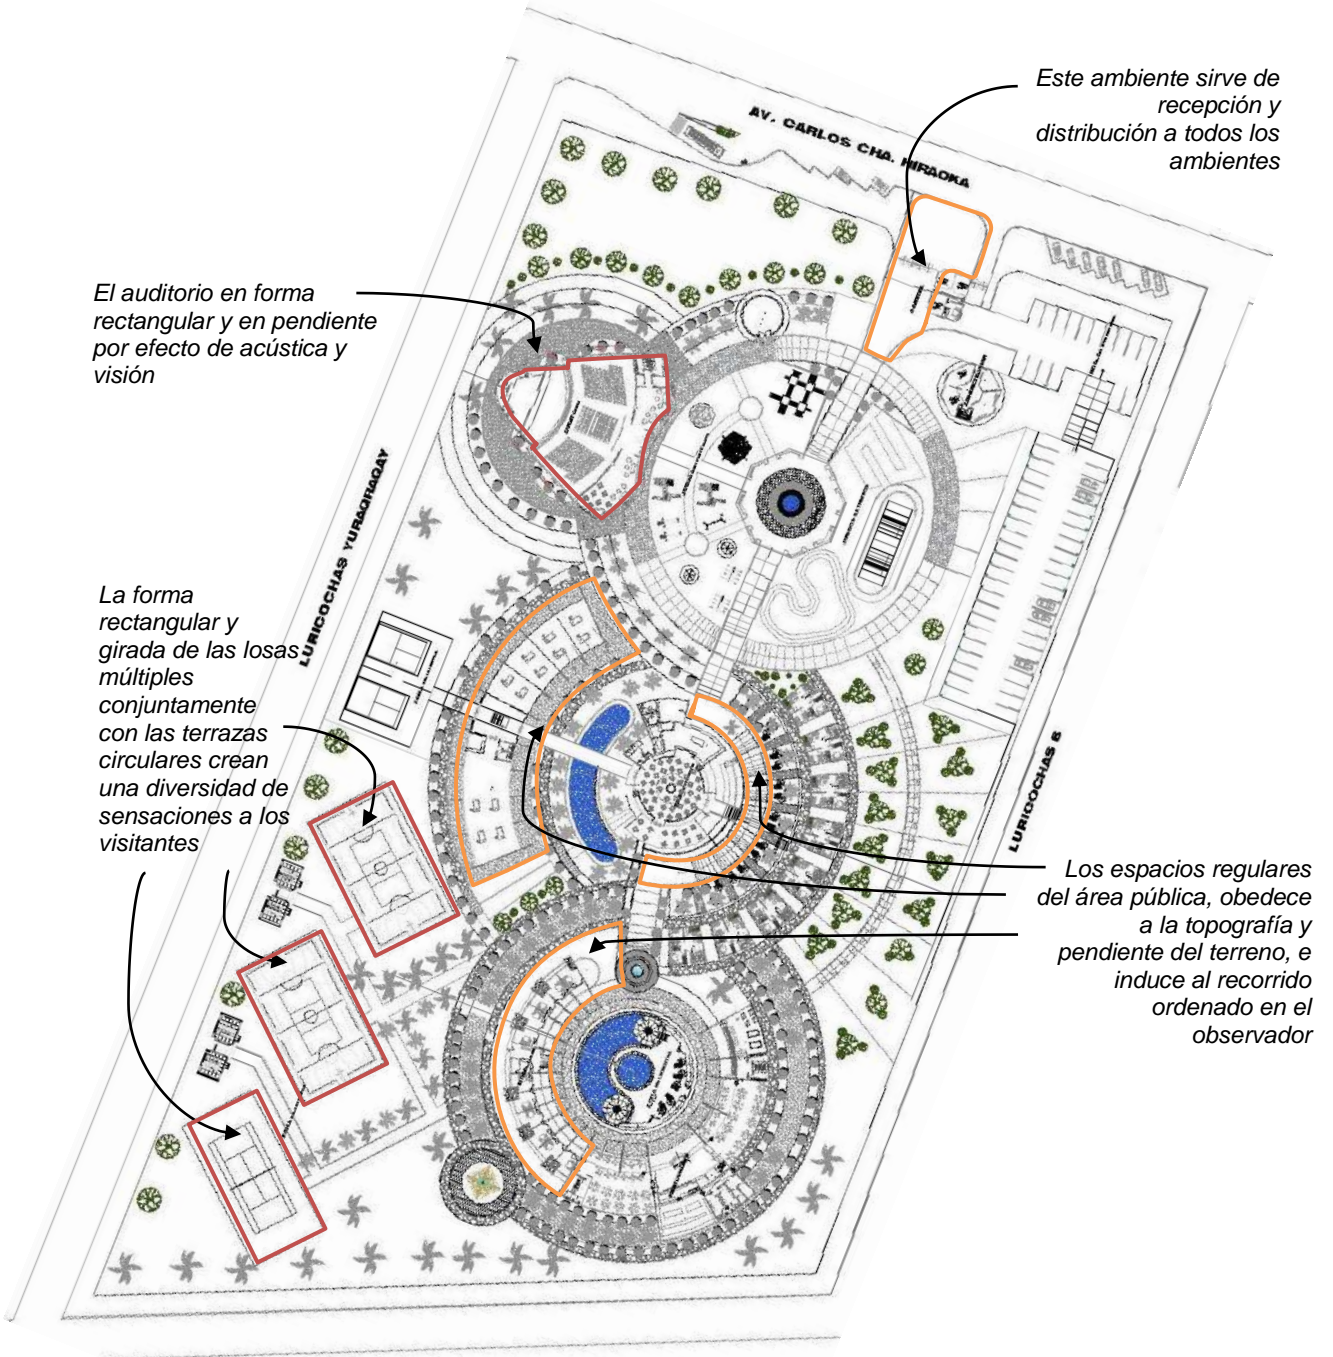 Este ambiente sirve de
recepción y
distribución a todos los
ambientes
AV. CARLOS CHA. HIRAOKA
El auditorio en forma
rectangular y en pendiente
por efecto de acústica y
visión
LURICOCHAS YURAQRAQAY
La forma
rectangular y
girada de las losas
múltiples
conjuntamente
con las terrazas
circulares crean
una diversidad de
sensaciones a los
visitantes
LURICOCHAS B
Los espacios regulares
del área pública, obedece
a la topografía y
pendiente del terreno, e
induce al recorrido
ordenado en el
observador